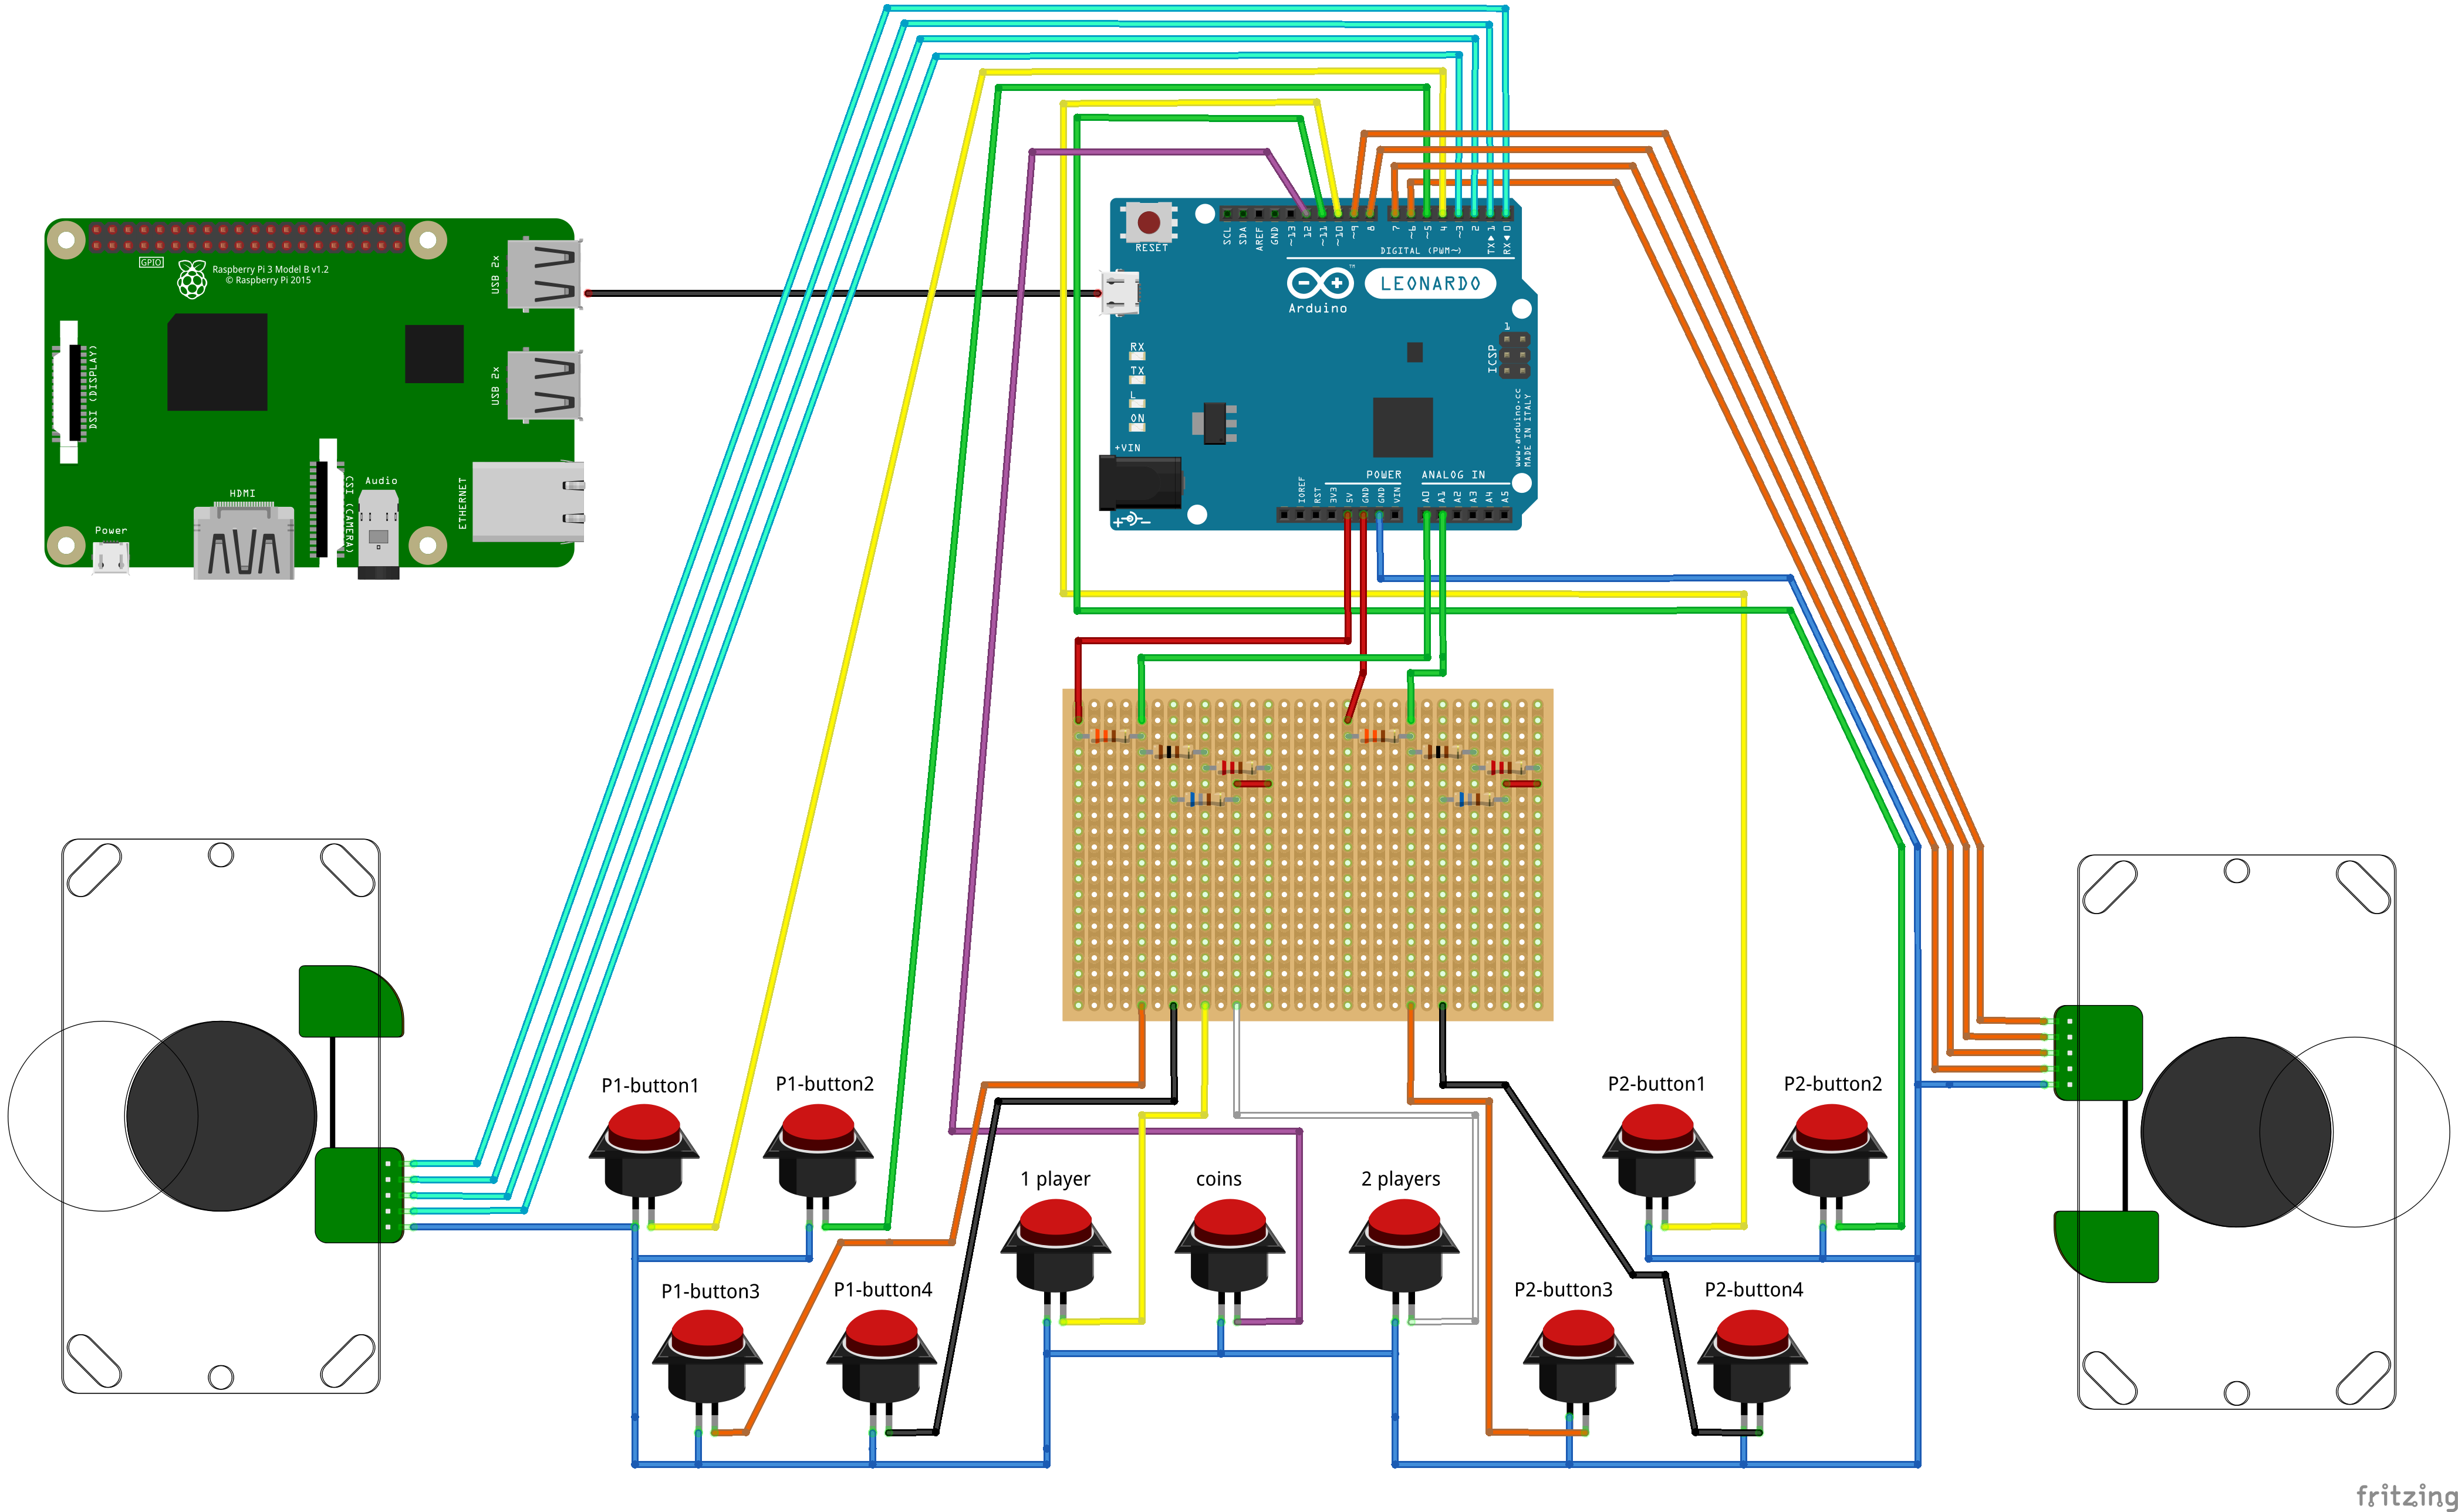 GPIO
Raspberry Pi 3 Model B v1.2
© Raspberry Pi 2015
USB 2x
USB 2x
DSI (DISPLAY)
CSI (CAMERA)
Audio
HDMI
ETHERNET
Power
RESET
SCL
SDA
AREF
GND
~13
12
~11
~10
~9
8
7
~6
~5
4
~3
2
TX▶1
RX◀0
DIGITAL (PWM~)
TM
LEONARDO
Arduino
1
ICSP
RX
TX
L
ON
+VIN
www.arduino.cc
MADE IN ITALY
POWER
ANALOG IN
IOREF
RST
3V3
5V
GND
GND
VIN
A0
A1
A2
A3
A4
A5
P1-button1
P1-button2
P2-button1
P2-button2
1 player
coins
2 players
P1-button3
P1-button4
P2-button3
P2-button4
fritzing